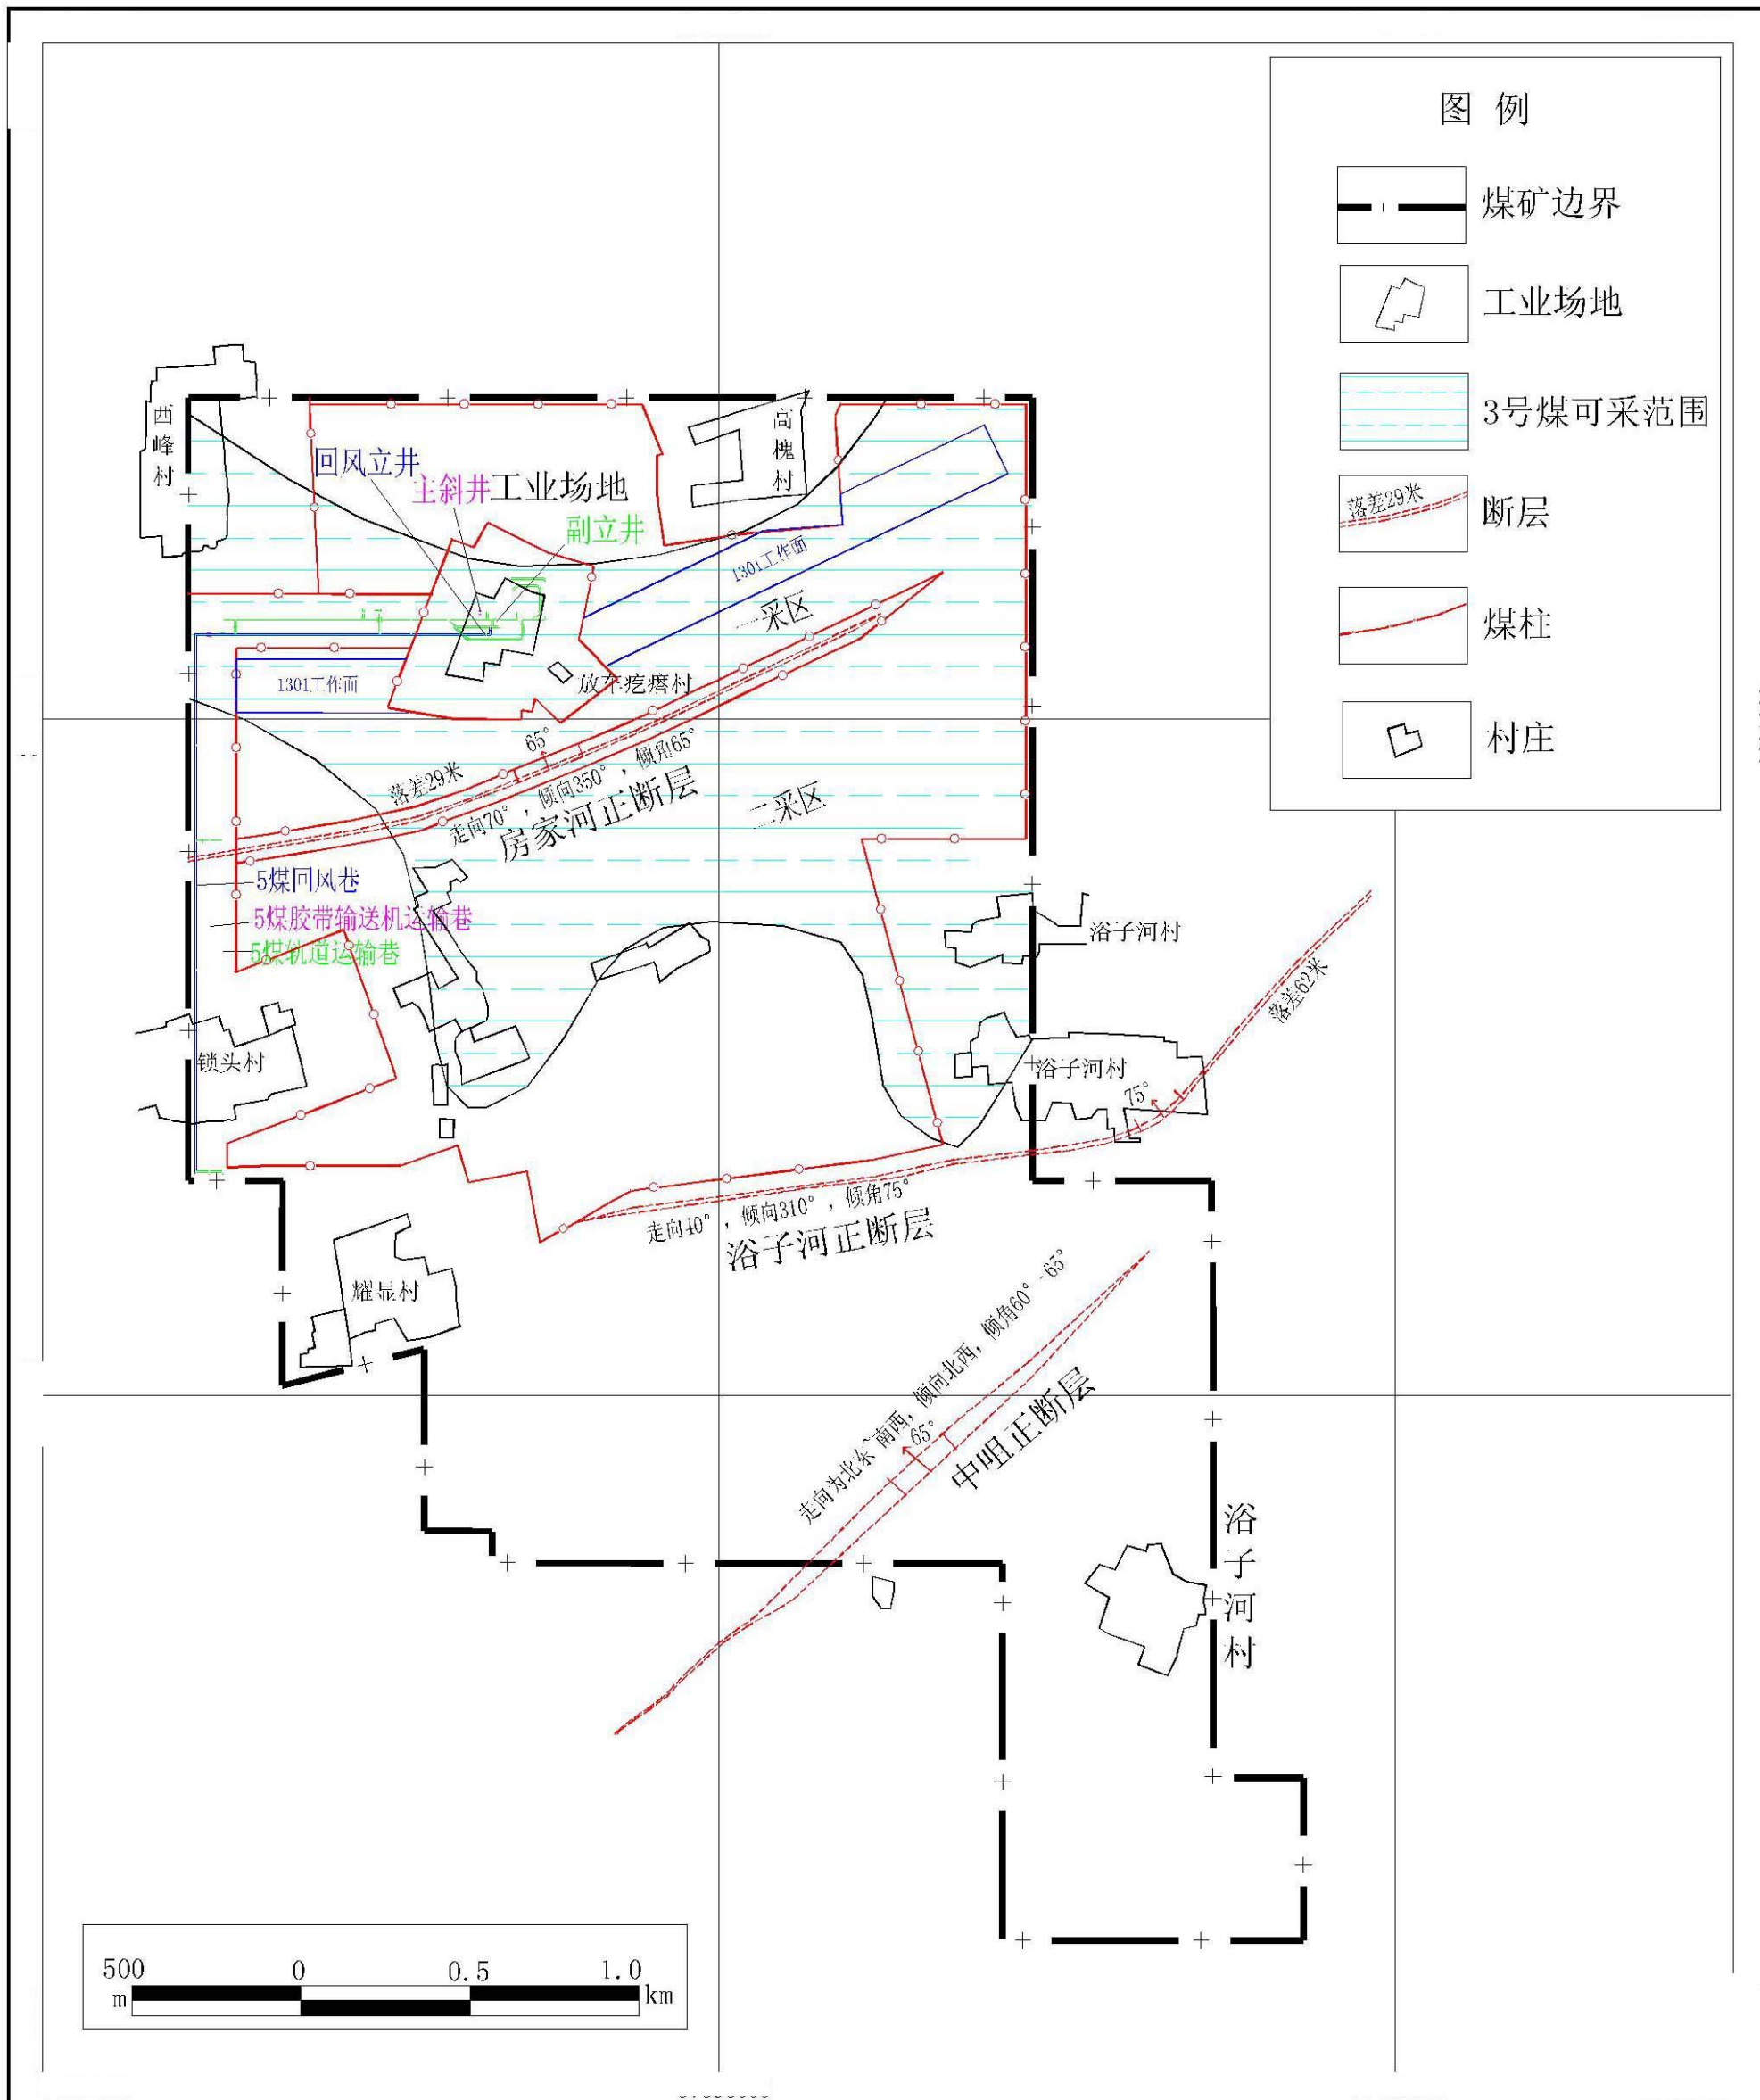 图 例
煤矿边界
工业场地
3号煤可采范围
落差29米
断层
煤柱
村庄
西峰村
高槐村
回风立井
主斜井
工业场地
副立井
1301工作面
一采区
1301工作面
放车疙瘩村
65°
落差29米
走向70°，倾向350°，倾角65°
房家河正断层
二采区
5煤回风巷
5煤胶带输送机运输巷
5煤轨道运输巷
浴子河村
落差62米
锁头村
浴子河村
75°
走向40°，倾向310°，倾角75°
浴子河正断层
耀显村
走向为北东~南西，倾向北西，倾角60°-65°
65°
中咀正断层
浴子河村
500 0 0.5 1.0
m km